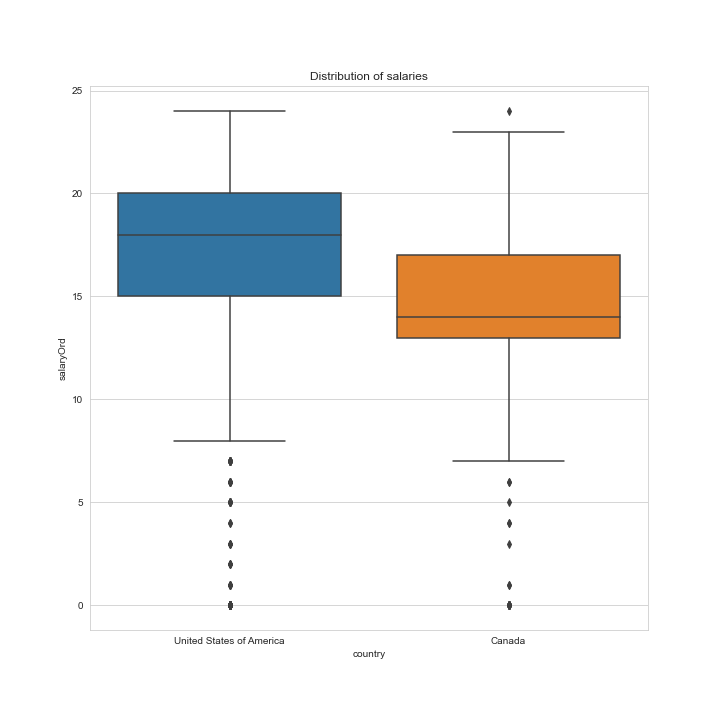 Distribution of salaries
25
20
15
10
5
0
salaryOrd
United States of America
Canada
country